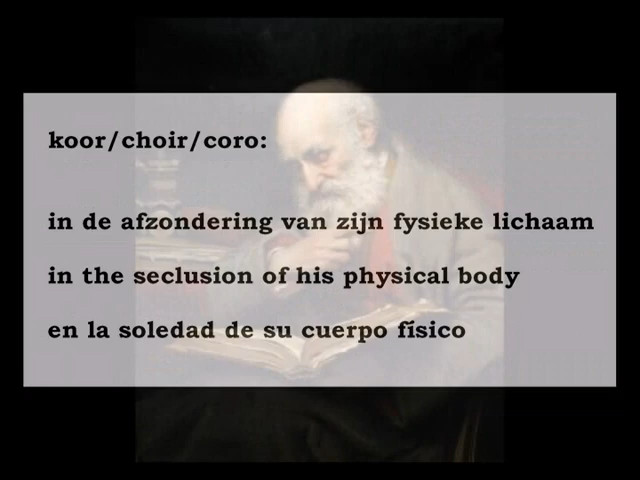 koor/choir/coro:
in de afzondering van zijn fysieke lichaam
in the seclusion of his physical body
en la soledad de su cuerpo físico